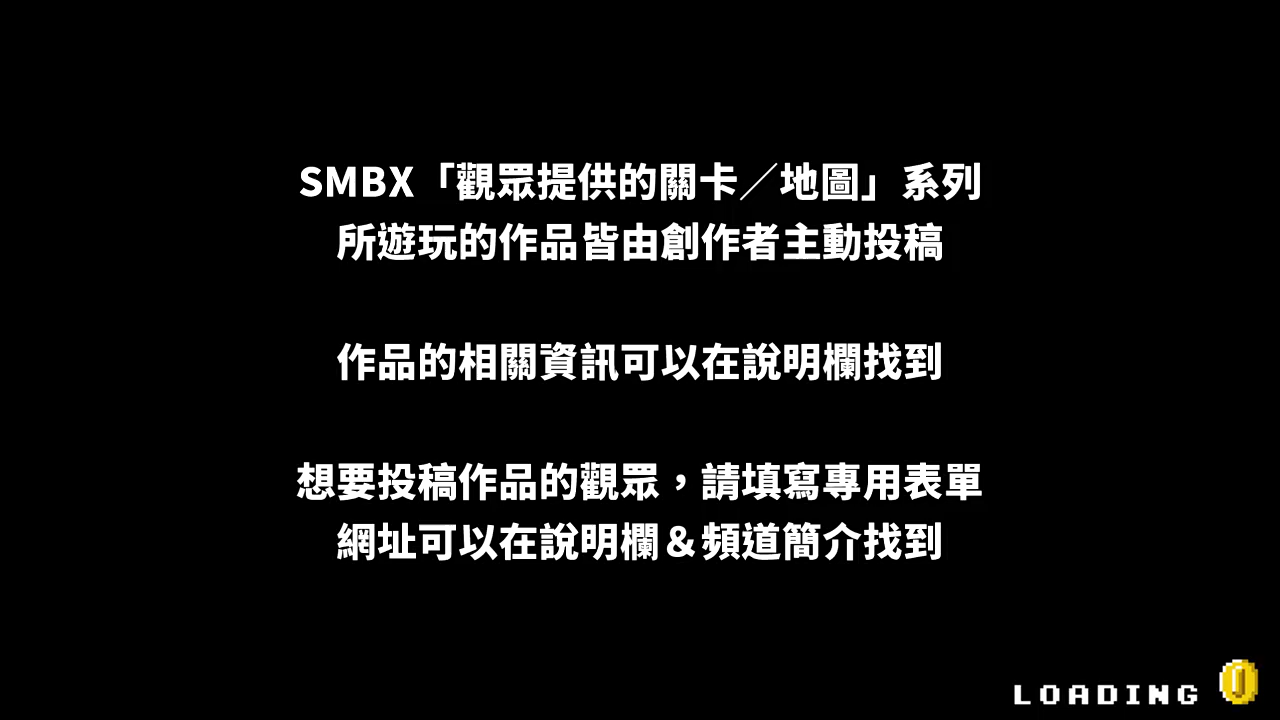 SMBX「觀眾提供的關卡／地圖」系列
所遊玩的作品皆由創作者主動投稿
作品的相關資訊可以在說明欄找到
想要投稿作品的觀眾，請填寫專用表單
網址可以在說明欄＆頻道簡介找到
LOADING